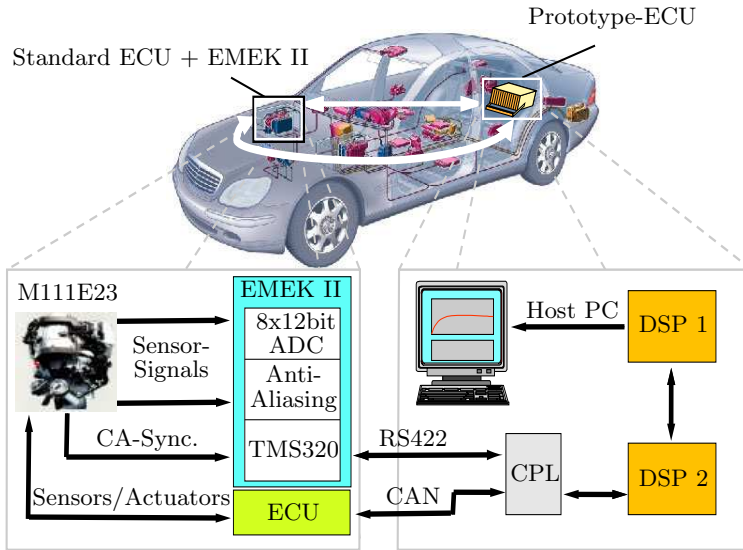 Prototype-ECU
Standard ECU + EMEK II
M111E23
EMEK II
8x12bit
ADC
Sensor-
Signals
Anti-
Aliasing
CA-Sync.
TMS320
Sensors/Actuators
ECU
Host PC
DSP 1
RS422
CPL
DSP 2
CAN